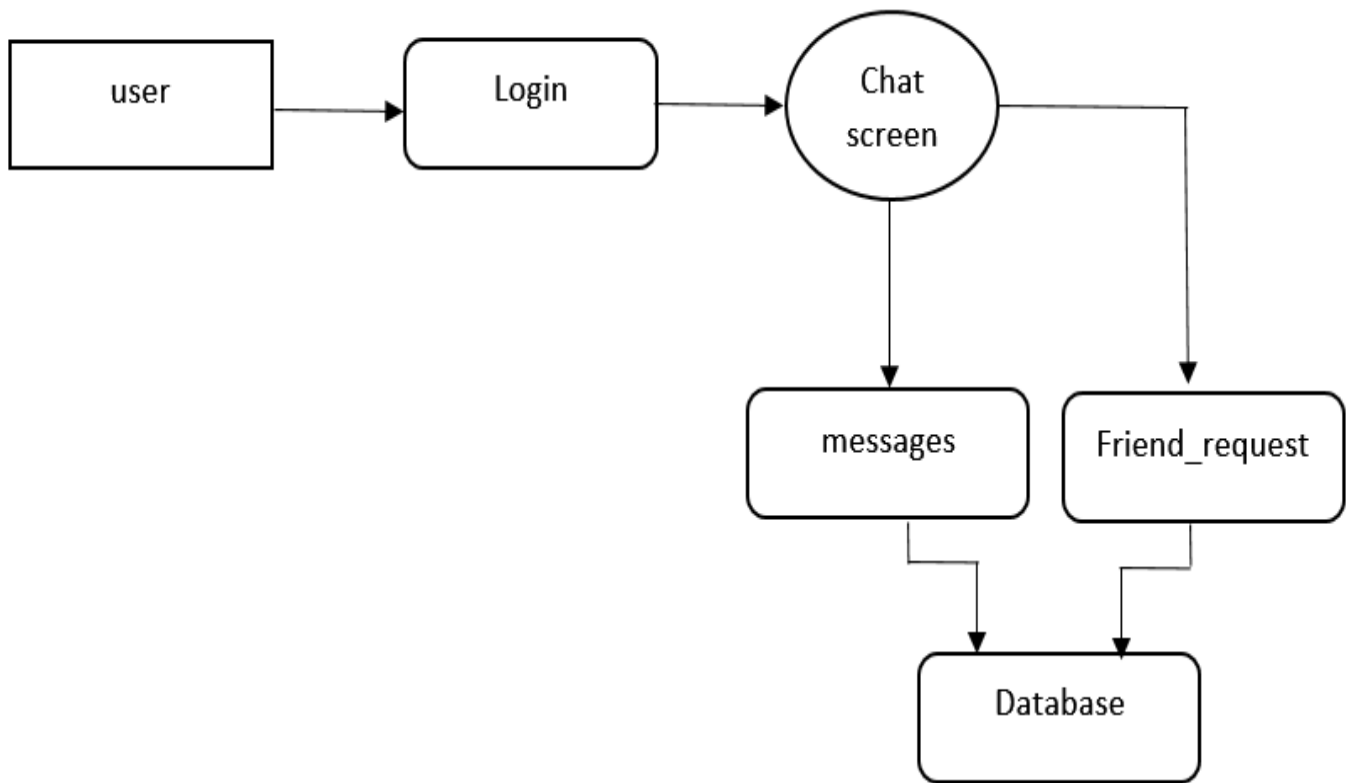 user
Login
Chat
screen
messages
Friend_request
Database